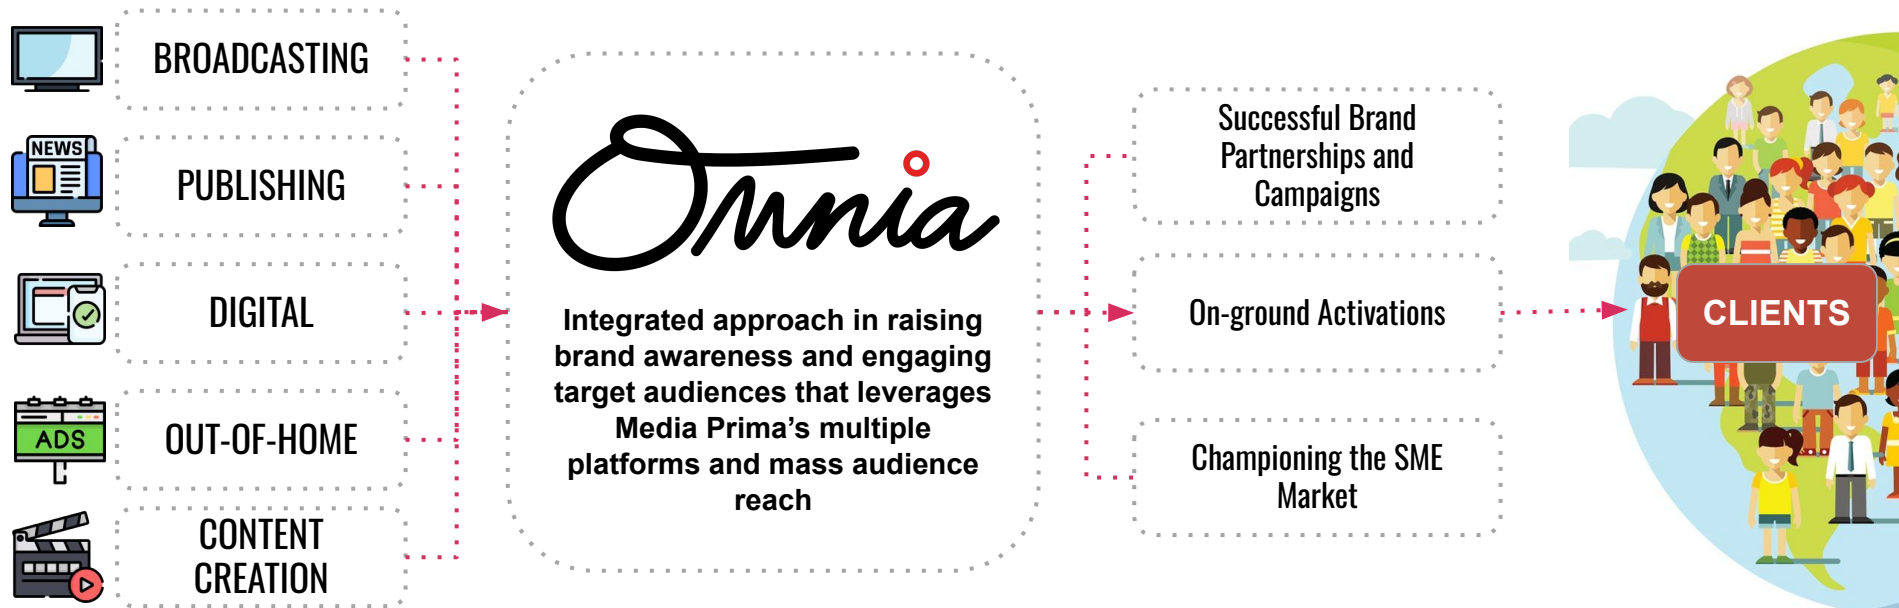 BROADCASTING
NEWS
PUBLISHING
DIGITAL
ADS
OUT-OF-HOME
CONTENT
CREATION
Omnia
Integrated approach in raising
brand awareness and engaging
target audiences that leverages
Media Prima’s multiple
platforms and mass audience
reach
Successful Brand
Partnerships and
Campaigns
On-ground Activations
Championing the SME
Market
CLIENTS